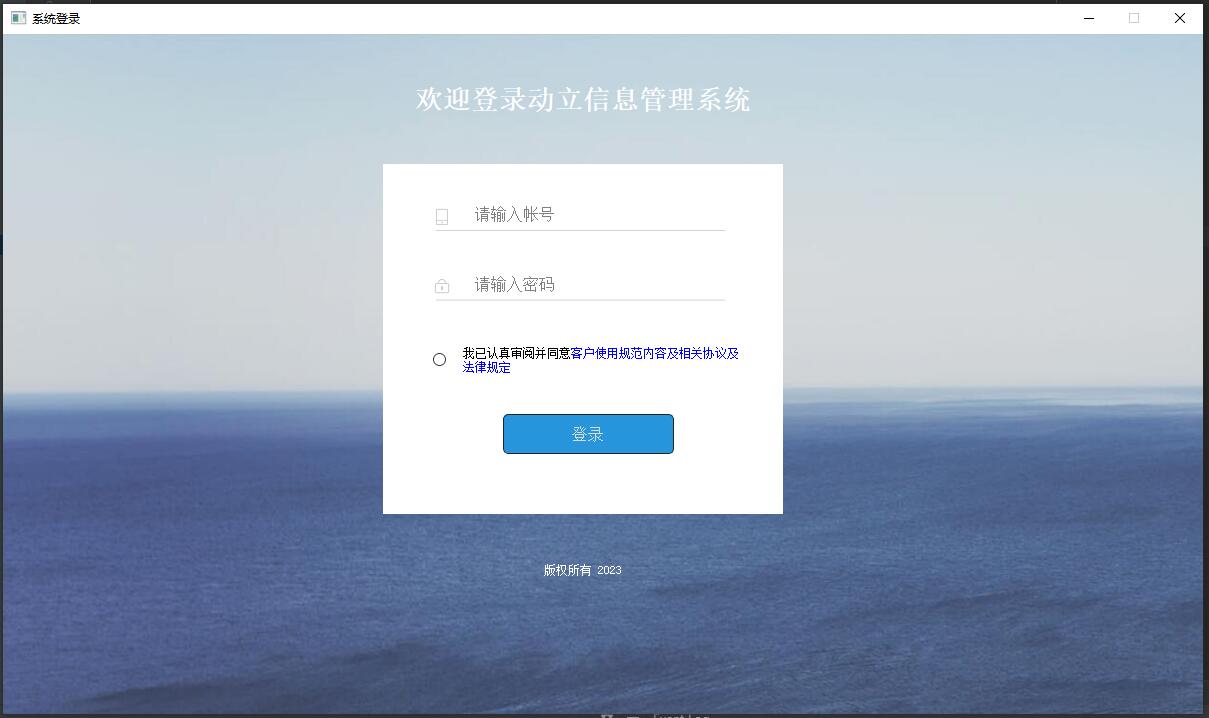 系统登录
欢迎登录动立信息管理系统
请输入帐号
请输入密码
我已认真审阅并同意客户使用规范内容及相关协议及
法律规定
登录
版权所有 2023